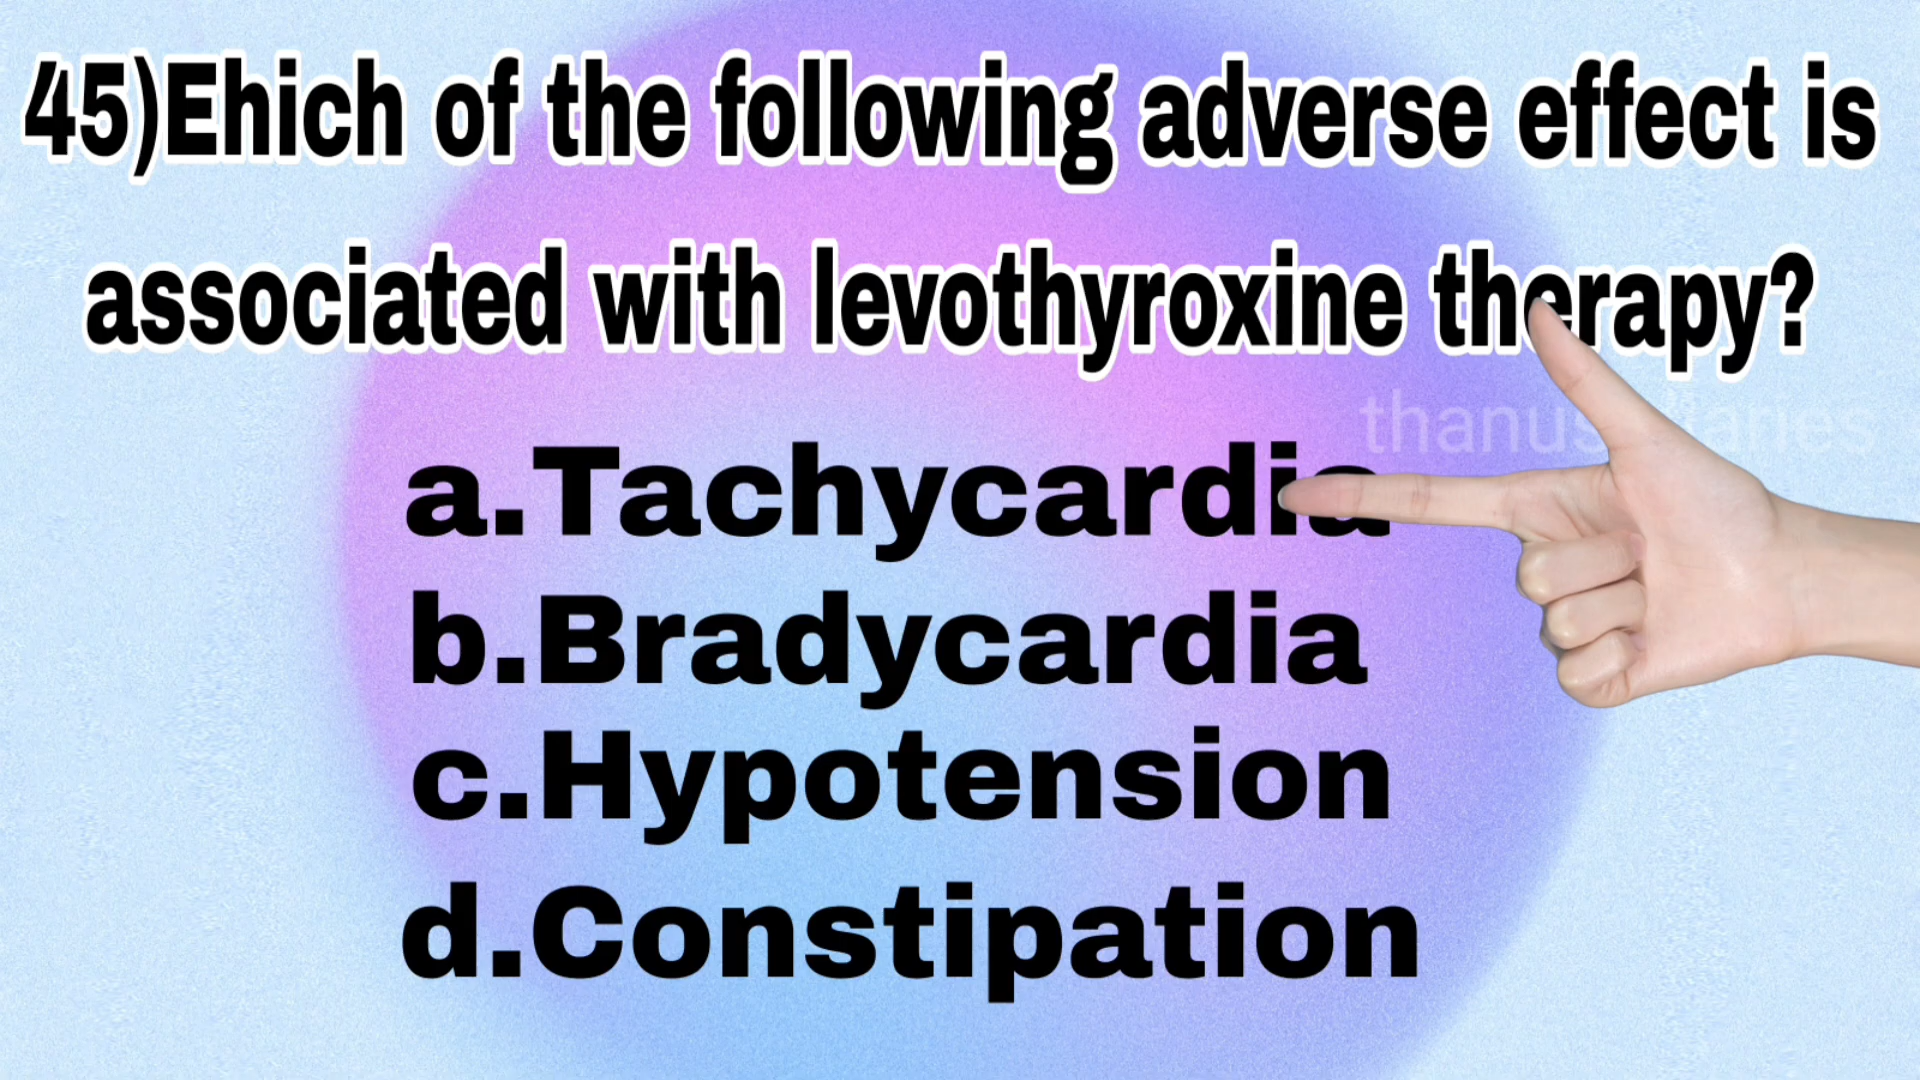 45)Ehich of the following adverse effect is
associated with levothyroxine therapy?
a.Tachycardia
b.Bradycardia
c.Hypotension
d.Constipation